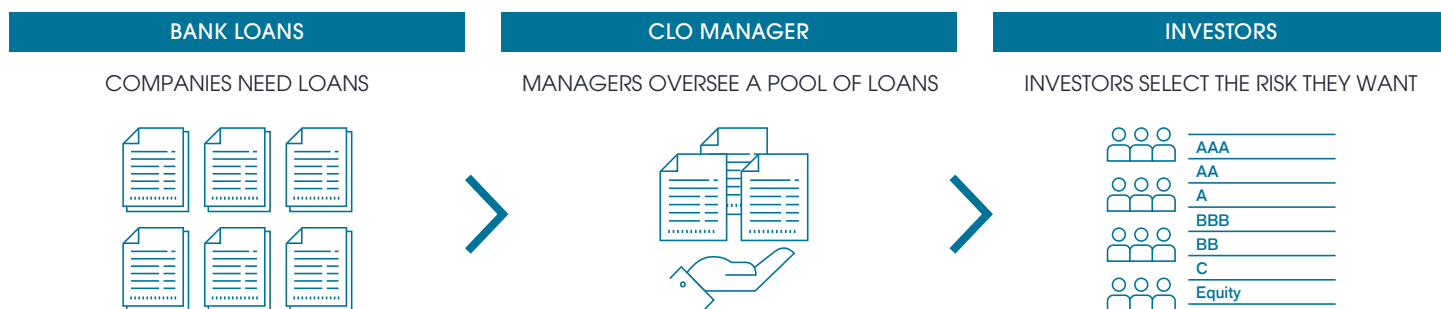 BANK LOANS
CLO MANAGER
INVESTORS
COMPANIES NEED LOANS
MANAGERS OVERSEE A POOL OF LOANS
INVESTORS SELECT THE RISK THEY WANT
AAA
AA
A
BBB
BB
C
Equity